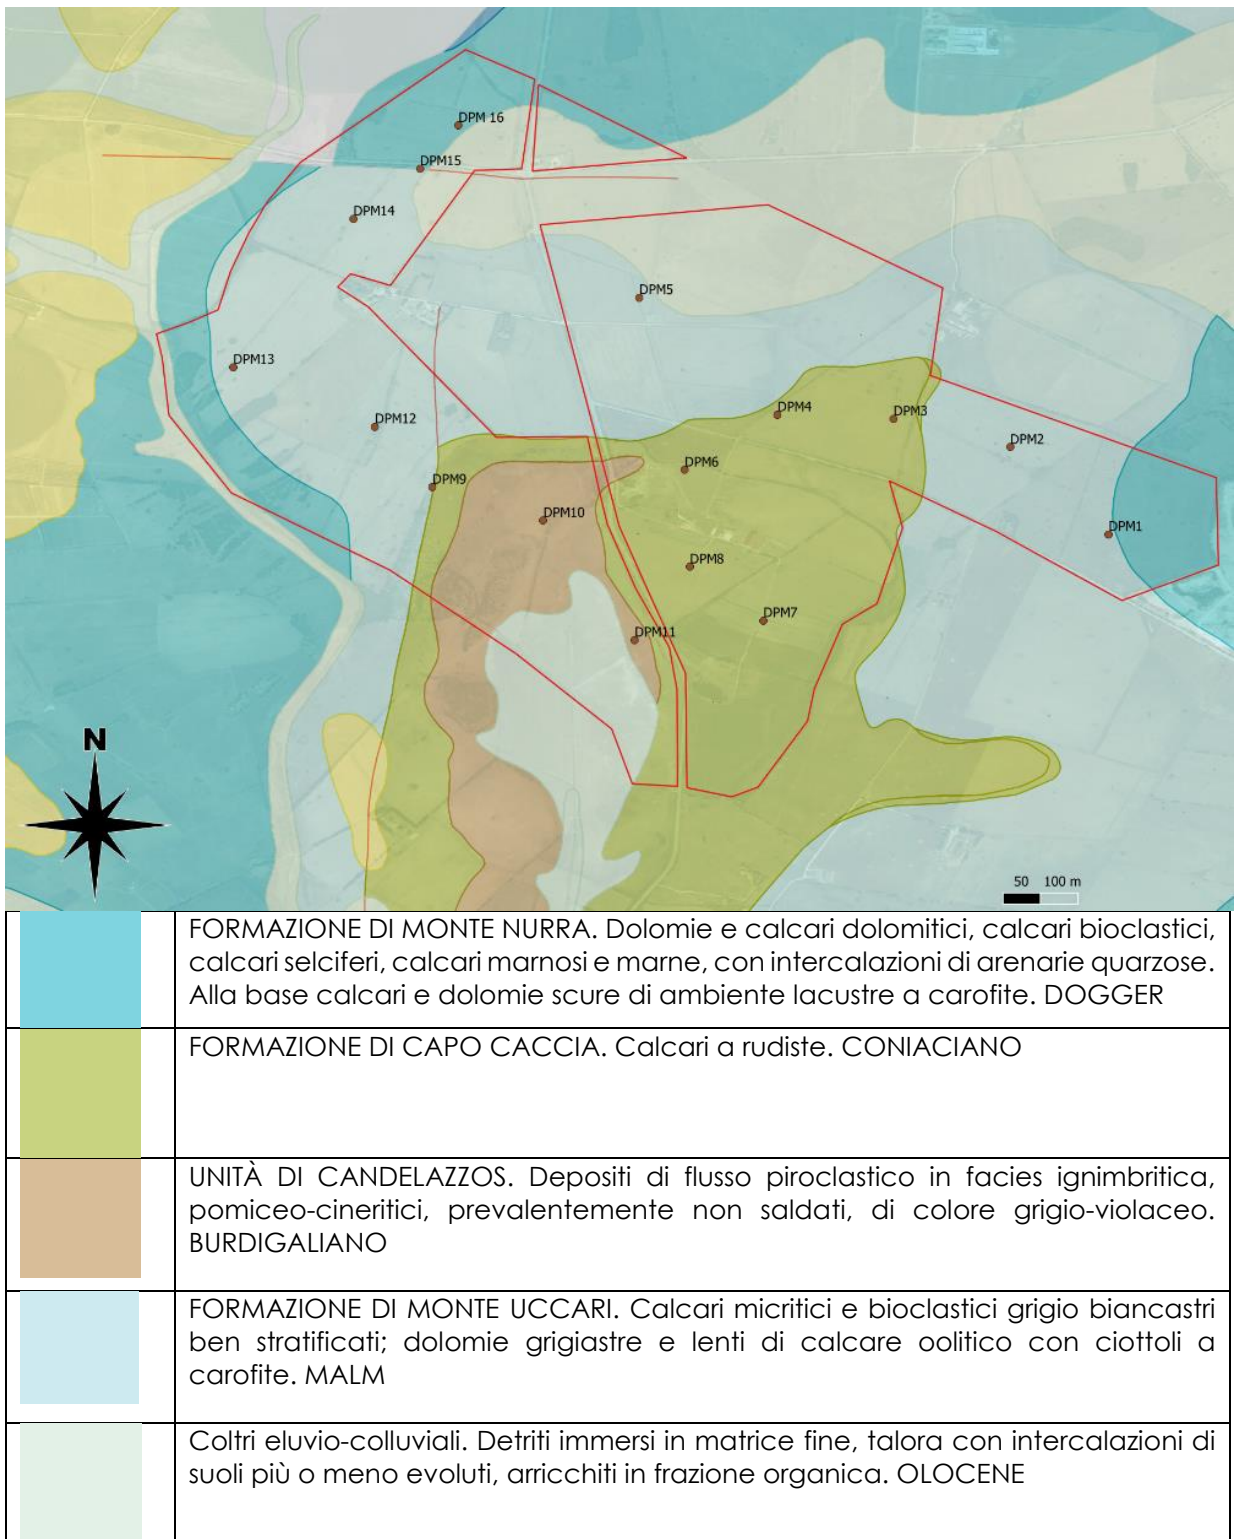 DPM 16
DPM15
DPM14
DPM5
DPM13
DPM4
DPM3
DPM12
DPM2
DPM6
DPM9
DPM10
DPM1
DPM8
DPM7
DPM11
N
50 100 m
FORMAZIONE DI MONTE NURRA. Dolomie e calcari dolomitici, calcari bioclastici,
calcari selciferi, calcari marnosi e marne, con intercalazioni di arenarie quarzose.
Alla base calcari e dolomie scure di ambiente lacustre a carofite. DOGGER
FORMAZIONE DI CAPO CACCIA. Calcari a rudiste. CONIACIANO
UNITÀ DI CANDELAZZOS. Depositi di flusso piroclastico in facies ignimbritica,
pomiceo-cineritici, prevalentemente non saldati, di colore grigio-violaceo.
BURDIGALIANO
FORMAZIONE DI MONTE UCCARI. Calcari micritici e bioclastici grigio biancastri
ben stratificati; dolomie grigiastre e lenti di calcare oolitico con ciottoli a
carofite. MALM
Coltri eluvio-colluviali. Detriti immersi in matrice fine, talora con intercalazioni di
suoli più o meno evoluti, arricchiti in frazione organica. OLOCENE